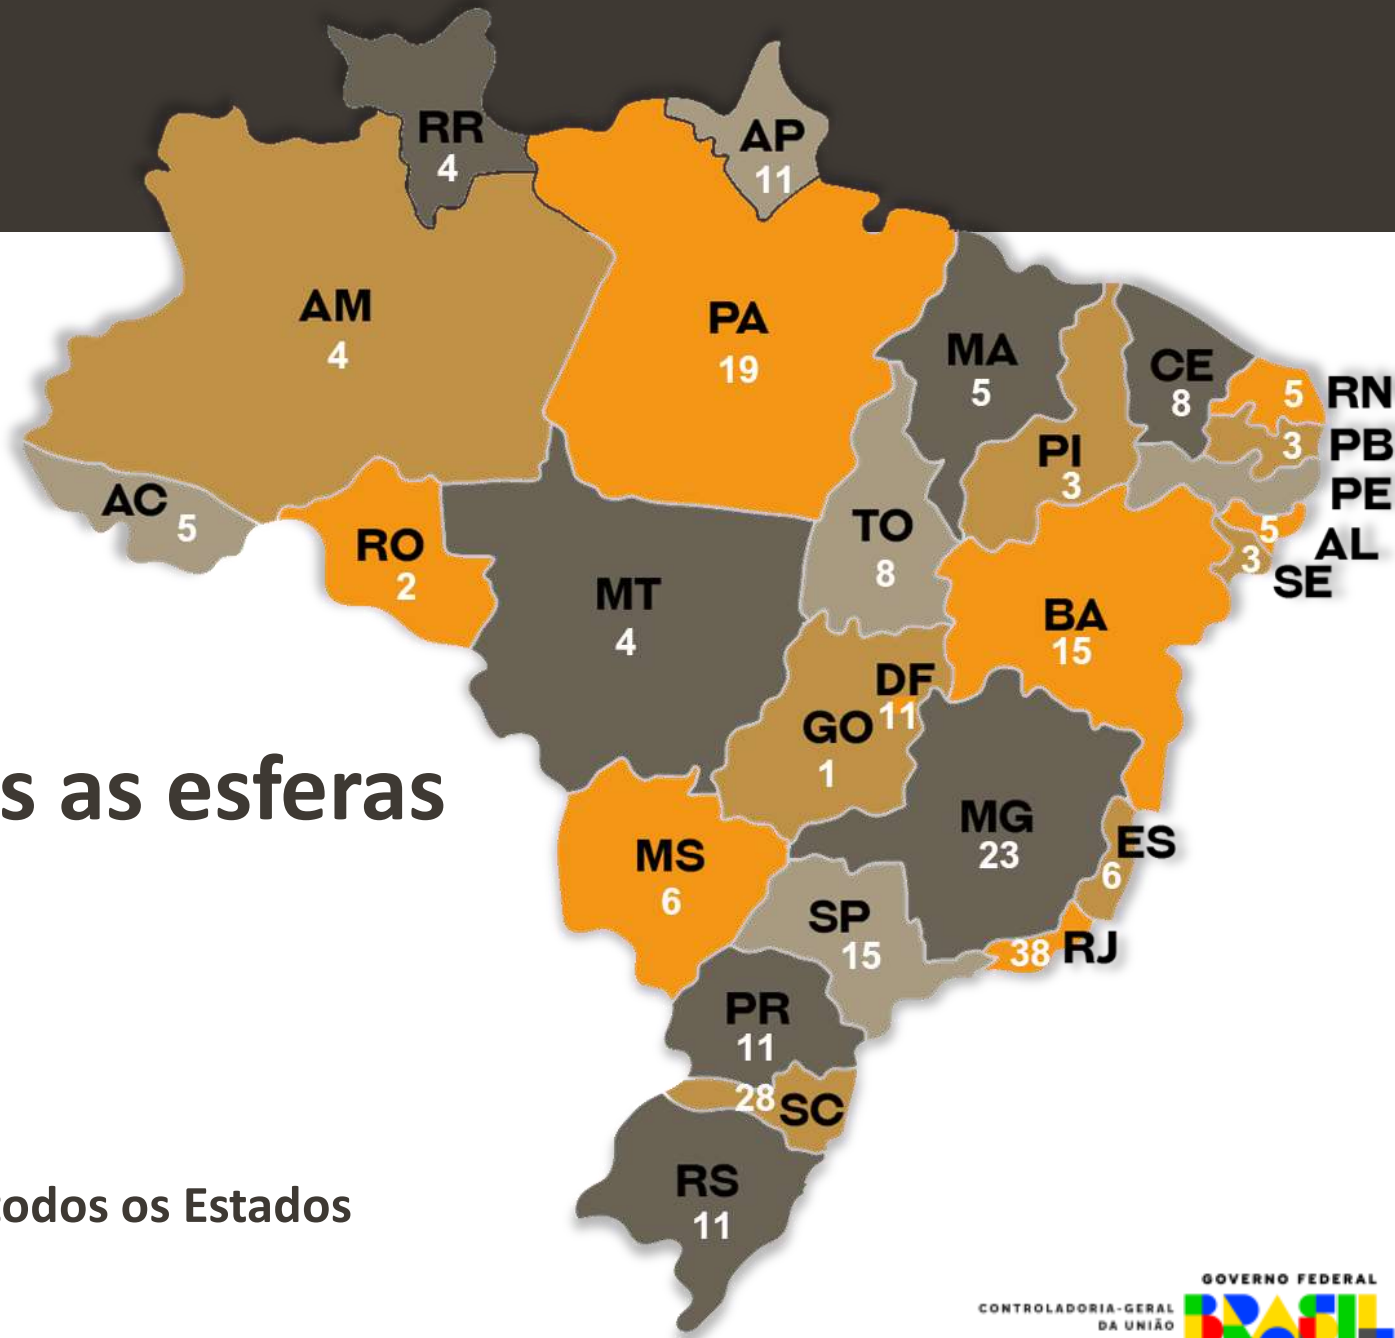 RR
4
AP
11
AM
4
PA
19
MA
5
CE
8
5 RN
3 PB
PE
PI
3
AC
5
RO
2
TO
8
5
AL
3
SE
MT
4
BA
15
DF
11
GO
1
s as esferas
MG
23
ES
6
MS
6
SP
15
38 RJ
PR
11
28 SC
RS
11
todos os Estados
GOVERNO FEDERAL
CONTROLADORIA-GERAL
DA UNIÃO
BRASIL